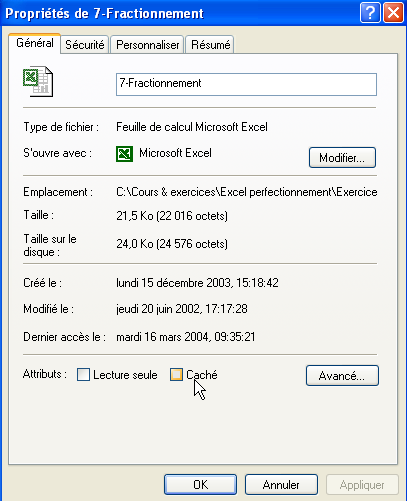 Propriétés de 7-Fractionnement
Général Sécurité Personnaliser Résumé
7-Fractionnement
Type de fichier : Feuille de calcul Microsoft Excel
S'ouvre avec : Microsoft Excel Modifier...
Emplacement : C:\Cours & exercices\Excel perfectionnement\Exercice
Taille : 21,5 Ko (22 016 octets)
Taille sur le
disque : 24,0 Ko (24 576 octets)
Créé le : lundi 15 décembre 2003, 15:18:42
Modifié le : jeudi 20 juin 2002, 17:17:28
Dernier accès le : mardi 16 mars 2004, 09:35:21
Attributs : Lecture seule Caché Avancé...
OK Annuler Appliquer